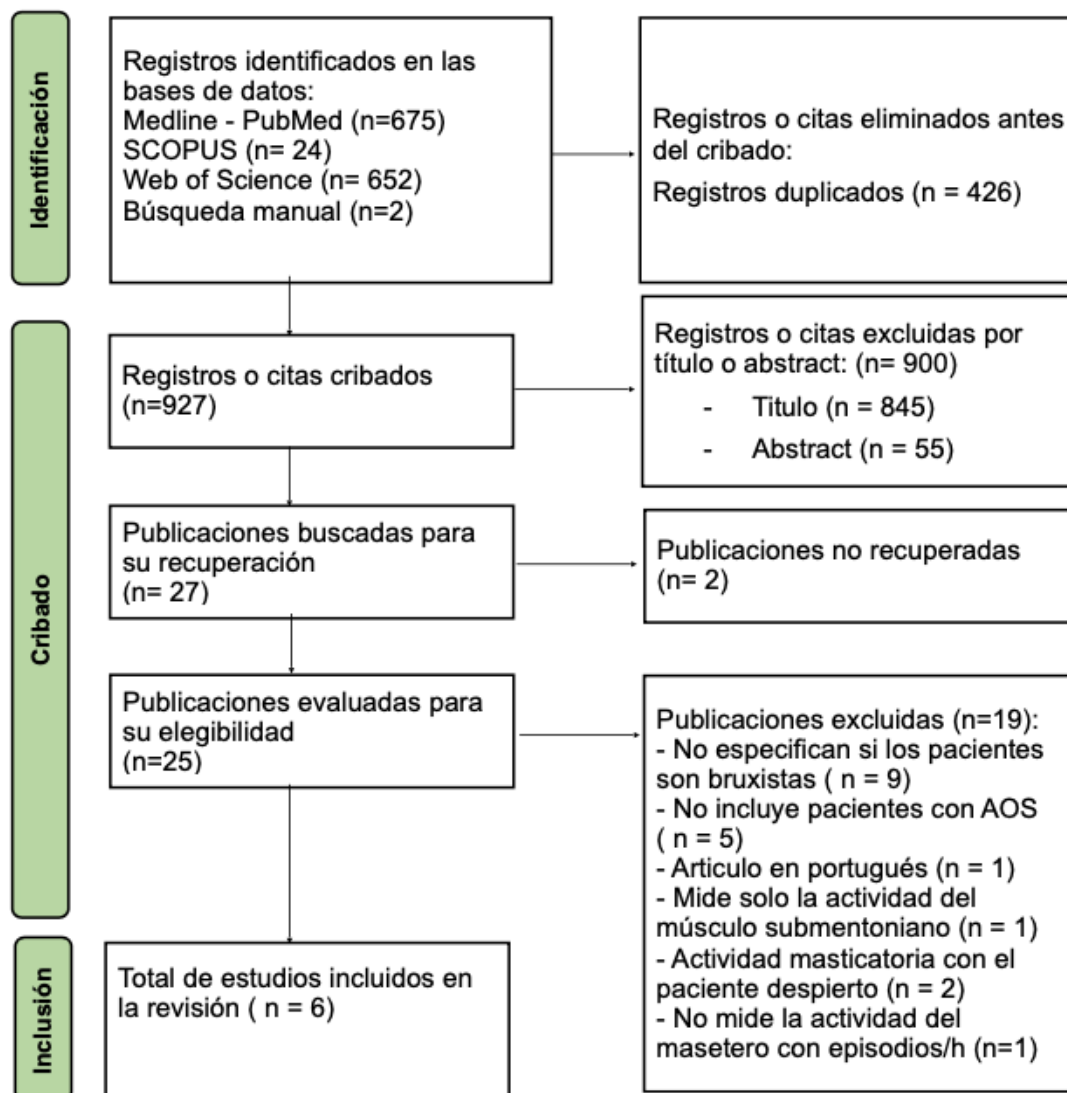 Identificación
Registros identificados en las
bases de datos:
Medline - PubMed (n=675)
SCOPUS (n= 24)
Web of Science (n= 652)
Búsqueda manual (n=2)
Registros o citas eliminados antes
del cribado:
Registros duplicados (n = 426)
Cribado
Registros o citas cribados
(n=927)
Registros o citas excluidas por
título o abstract: (n= 900)
- Titulo (n = 845)
- Abstract (n = 55)
Publicaciones buscadas para
su recuperación
(n= 27)
Publicaciones no recuperadas
(n= 2)
Publicaciones evaluadas para
su elegibilidad
(n=25)
Publicaciones excluidas (n=19):
- No especifican si los pacientes
son bruxistas ( n = 9)
- No incluye pacientes con AOS
( n = 5)
- Articulo en portugués (n = 1)
- Mide solo la actividad del
músculo submentoniano (n = 1)
- Actividad masticatoria con el
paciente despierto (n = 2)
- No mide la actividad del
masetero con episodios/h (n=1)
Inclusión
Total de estudios incluidos en
la revisión ( n = 6)